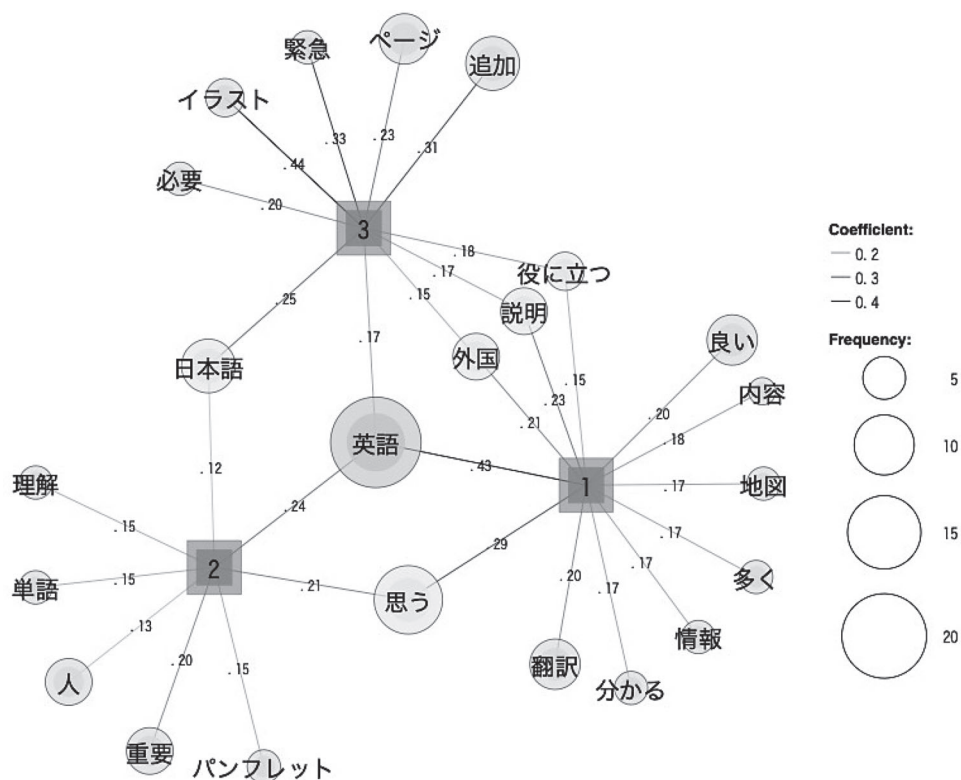 緊急
ページ
追加
イラスト
.33
.23
.31
.44
必要
.20
3
.18
.17
役に立つ
.15
.25
説明
.17
外国
日本語
良い
.15
.23
内容
.21
.20
英語
.18
.43
1
.17
地図
.12
理解
.24
.15
.29
.17
2
.17
.15
.21
単語
思う
.20
.17
多く
.13
情報
人
.20
.15
翻訳
分かる
重要
パンフレット
Coefficient:
0.2
0.3
0.4
Frequency:
5
10
15
20